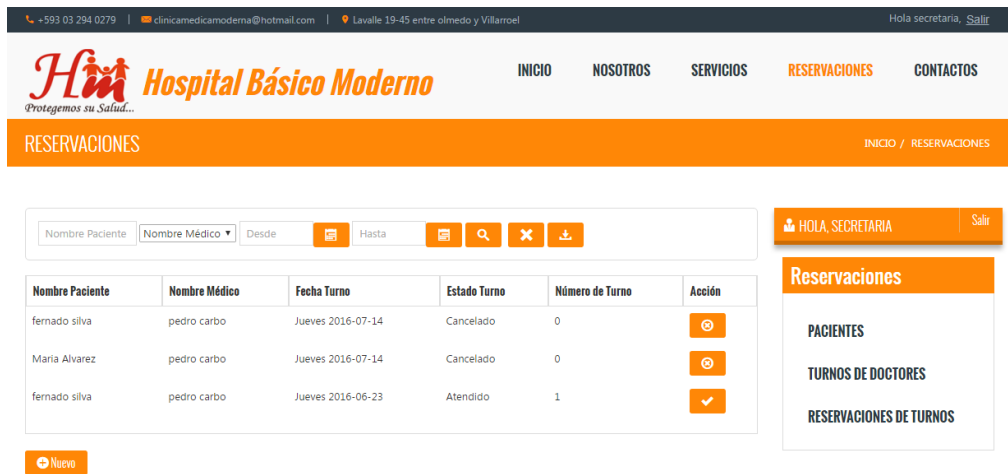 +593 03 294 0279 | clinicamedicamoderna@hotmail.com | Lavalle 19-45 entre olmedo y Villarroel Hola secretaria, Salir
Hm Hospital Básico Moderno
Protegemos su Salud...
INICIO NOSOTROS SERVICIOS RESERVACIONES CONTACTOS
RESERVACIONES INICIO / RESERVACIONES
Nombre Paciente Nombre Médico Desde Hasta
Nombre Paciente Nombre Médico Fecha Turno Estado Turno Número de Turno Acción
fernado silva pedro carbo Jueves 2016-07-14 Cancelado 0
Maria Alvarez pedro carbo Jueves 2016-07-14 Cancelado 0
fernado silva pedro carbo Jueves 2016-06-23 Atendido 1
Nuevo
HOLA, SECRETARIA Salir
Reservaciones
PACIENTES
TURNOS DE DOCTORES
RESERVACIONES DE TURNOS